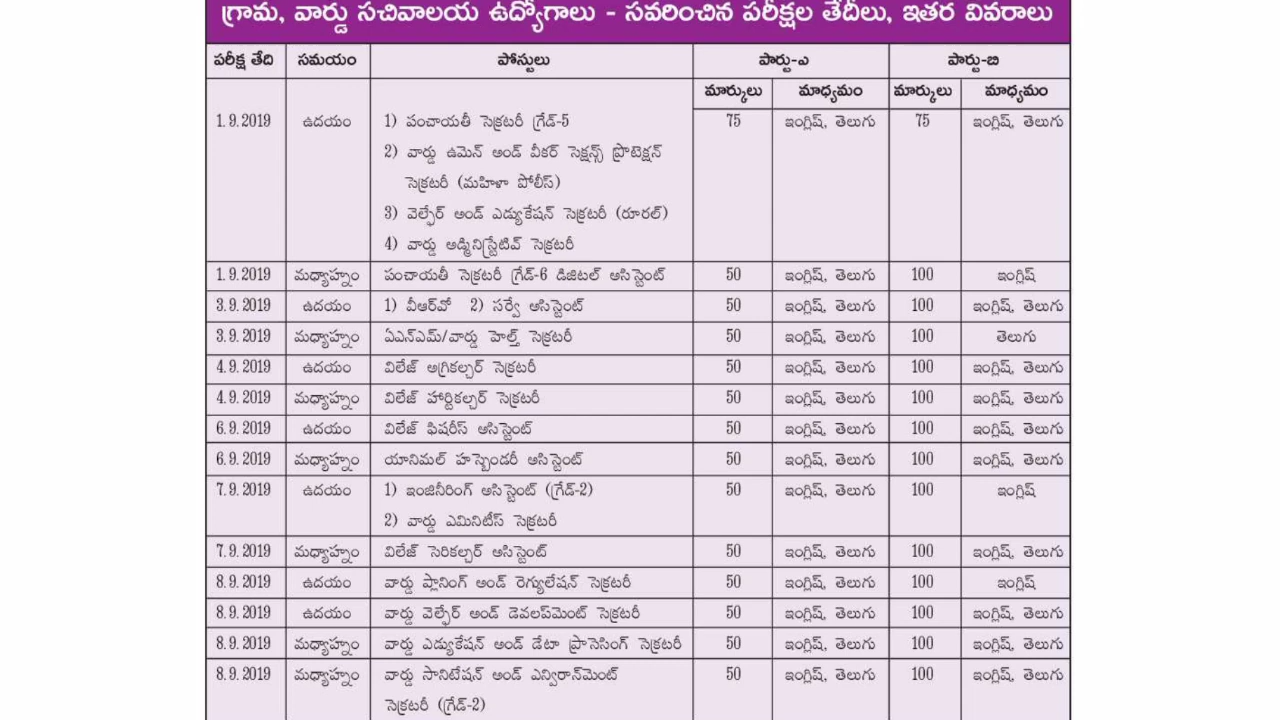 గ్రామ, వార్డు సచివాలయ ఉద్యోగాలు - సవరించిన పరీక్షల తేదీలు, ఇతర వివరాలు
పరీక్ష తేది సమయం పోస్టులు పార్టు-ఎ పార్టు-బి
మార్కులు మాధ్యమం మార్కులు మాధ్యమం
1.9.2019 ఉదయం 1) పంచాయతీ సెక్రటరీ గ్రేడ్-5 75 ఇంగ్లిష్, తెలుగు 75 ఇంగ్లిష్, తెలుగు
2) వార్డు ఉమెన్ అండ్ వీకర్ సెక్షన్స్ ప్రొటెక్షన్
సెక్రటరీ (మహిళా పోలీస్)
3) వెల్ఫేర్ అండ్ ఎడ్యుకేషన్ సెక్రటరీ (రూరల్)
4) వార్డు అడ్మినిస్ట్రేటివ్ సెక్రటరీ
1.9.2019 మధ్యాహ్నం పంచాయతీ సెక్రటరీ గ్రేడ్-6 డిజిటల్ అసిస్టెంట్ 50 ఇంగ్లిష్, తెలుగు 100 ఇంగ్లిష్
3.9.2019 ఉదయం 1) వీఆర్‌వో 2) సర్వే అసిస్టెంట్ 50 ఇంగ్లిష్, తెలుగు 100 ఇంగ్లిష్, తెలుగు
3.9.2019 మధ్యాహ్నం ఏఎన్ఎమ్/వార్డు హెల్త్ సెక్రటరీ 50 ఇంగ్లిష్, తెలుగు 100 తెలుగు
4.9.2019 ఉదయం విలేజ్ అగ్రికల్చర్ సెక్రటరీ 50 ఇంగ్లిష్, తెలుగు 100 ఇంగ్లిష్, తెలుగు
4.9.2019 మధ్యాహ్నం విలేజ్ హార్టికల్చర్ సెక్రటరీ 50 ఇంగ్లిష్, తెలుగు 100 ఇంగ్లిష్, తెలుగు
6.9.2019 ఉదయం విలేజ్ ఫిషరీస్ అసిస్టెంట్ 50 ఇంగ్లిష్, తెలుగు 100 ఇంగ్లిష్, తెలుగు
6.9.2019 మధ్యాహ్నం యానిమల్ హస్బెండరీ అసిస్టెంట్ 50 ఇంగ్లిష్, తెలుగు 100 ఇంగ్లిష్, తెలుగు
7.9.2019 ఉదయం 1) ఇంజినీరింగ్ అసిస్టెంట్ (గ్రేడ్-2) 50 ఇంగ్లిష్, తెలుగు 100 ఇంగ్లిష్
2) వార్డు ఎమినిటీస్ సెక్రటరీ
7.9.2019 మధ్యాహ్నం విలేజ్ సెరికల్చర్ అసిస్టెంట్ 50 ఇంగ్లిష్, తెలుగు 100 ఇంగ్లిష్, తెలుగు
8.9.2019 ఉదయం వార్డు ప్లానింగ్ అండ్ రెగ్యులేషన్ సెక్రటరీ 50 ఇంగ్లిష్, తెలుగు 100 ఇంగ్లిష్
8.9.2019 ఉదయం వార్డు వెల్ఫేర్ అండ్ డెవలప్‌మెంట్ సెక్రటరీ 50 ఇంగ్లిష్, తెలుగు 100 ఇంగ్లిష్, తెలుగు
8.9.2019 మధ్యాహ్నం వార్డు ఎడ్యుకేషన్ అండ్ డేటా ప్రాసెసింగ్ సెక్రటరీ 50 ఇంగ్లిష్, తెలుగు 100 ఇంగ్లిష్, తెలుగు
8.9.2019 మధ్యాహ్నం వార్డు సానిటేషన్ అండ్ ఎన్విరాన్‌మెంట్ 50 ఇంగ్లిష్, తెలుగు 100 ఇంగ్లిష్, తెలుగు
సెక్రటరీ (గ్రేడ్-2)